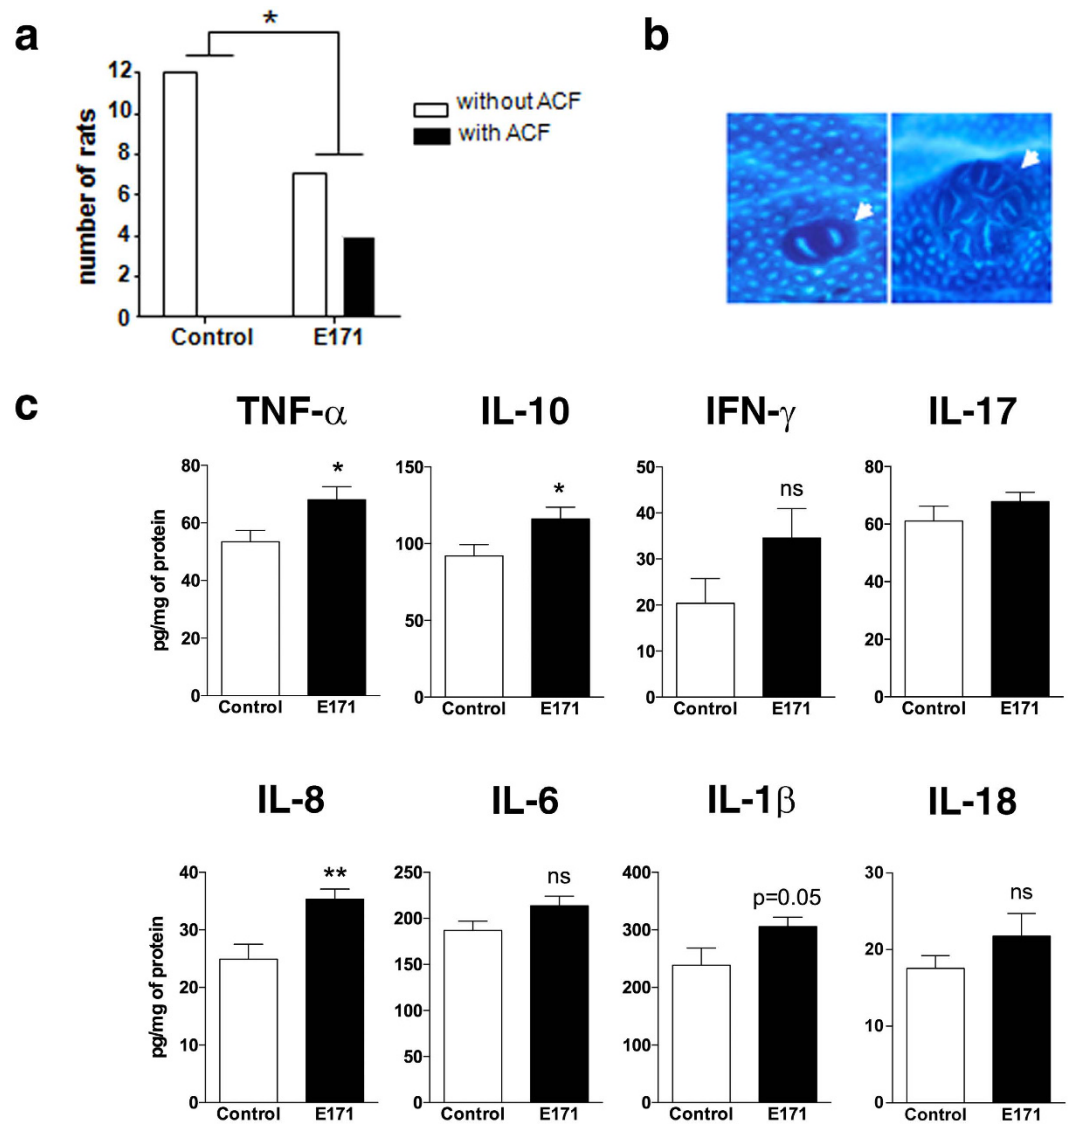 a
b
*
12
10
8
6
4
2
0
number of rats
without ACF
with ACF
Control E171
c
TNF-α IL-10 IFN-γ IL-17
pg/mg of protein
80
60
40
20
0
*
Control E171
150
100
50
0
*
Control E171
50
40
30
20
10
0
ns
Control E171
80
60
40
20
0
Control E171
IL-8 IL-6 IL-1β IL-18
pg/mg of protein
40
30
20
10
0
**
Control E171
250
200
150
100
50
0
ns
Control E171
400
300
200
100
0
p=0.05
Control E171
30
20
10
0
ns
Control E171